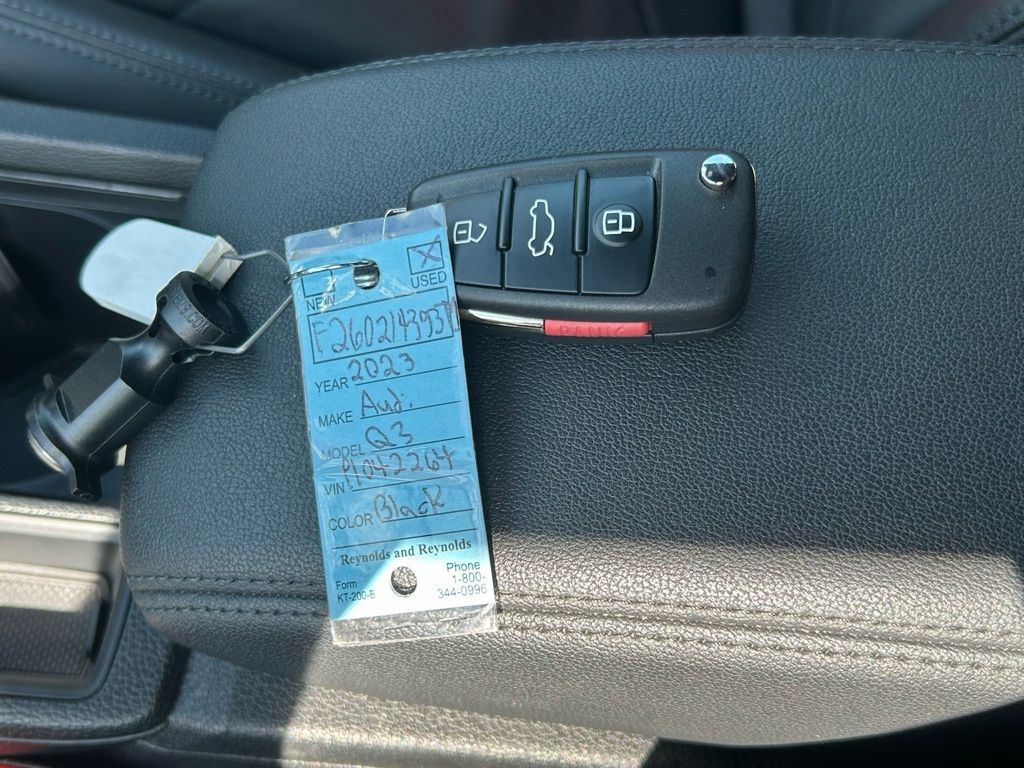 NEW
USED
F26021439311
YEAR 2023
MAKE Audi
MODEL Q3
VIN P1042264
COLOR Black
Reynolds and Reynolds
Form
KT-200-B
Phone
1-800-
344-0996
PANIC